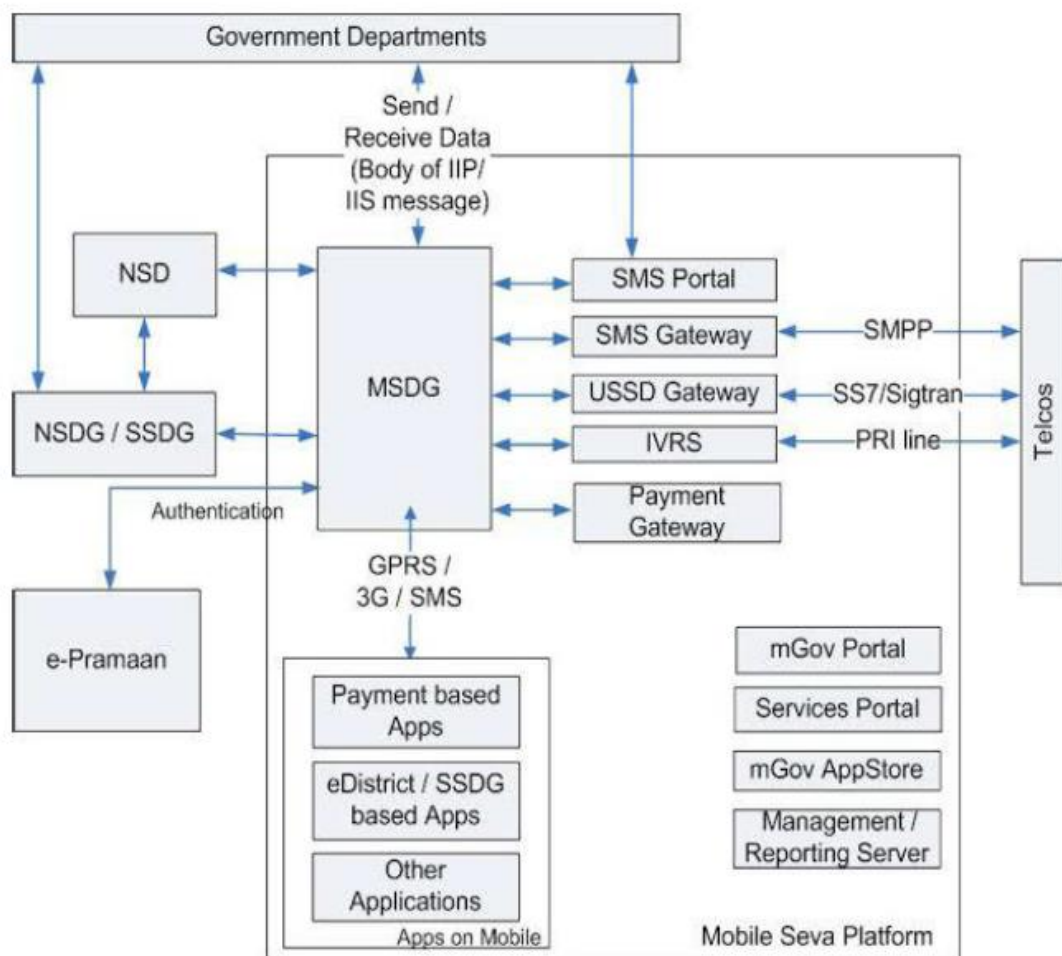 Government Departments
Send /
Receive Data
(Body of IIP/
IIS message)
NSD
MSDG
SMS Portal
SMS Gateway
SMPP
USSD Gateway
SS7/Sigtran
NSDG / SSDG
IVRS
PRI line
Telcos
Authentication
Payment
Gateway
GPRS /
3G / SMS
e-Pramaan
mGov Portal
Payment based
Apps
Services Portal
eDistrict / SSDG
based Apps
mGov AppStore
Management /
Reporting Server
Other
Applications
Apps on Mobile
Mobile Seva Platform